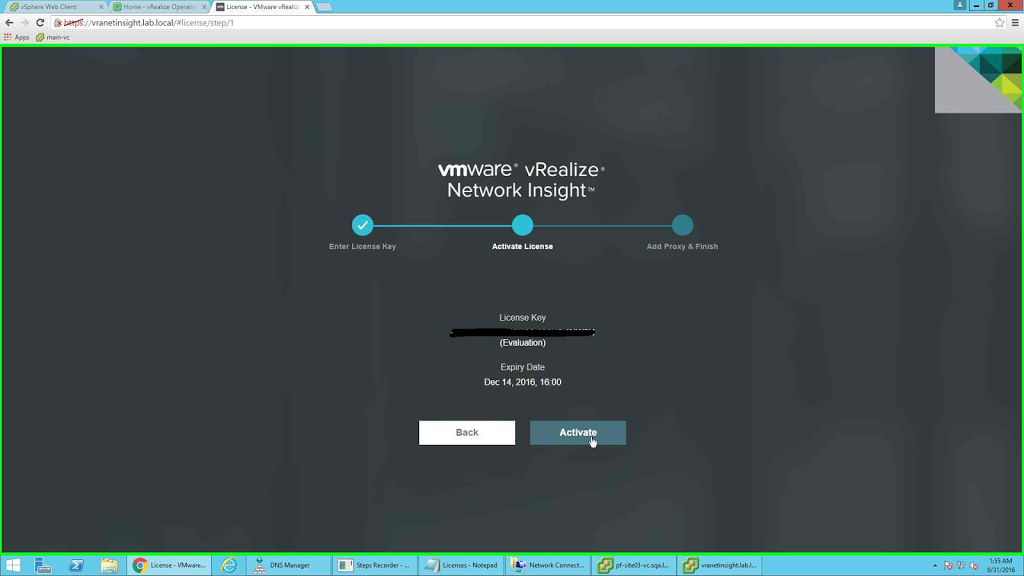 vSphere Web Client
Home - vRealize Operati
License - VMware vRealiz
https://vranetinsight.lab.local/#license/step/1
Apps
main-vc
vmware® vRealize®
Network Insight™
Enter License Key
Activate License
Add Proxy & Finish
License Key
(Evaluation)
Expiry Date
Dec 14, 2016, 16:00
Back
Activate
License - VMware...
DNS Manager
Steps Recorder - ...
Licenses - Notepad
Network Connect...
pf-site03-vc.squ.l...
vranetinsight.lab.l...
1:55 AM
8/31/2016